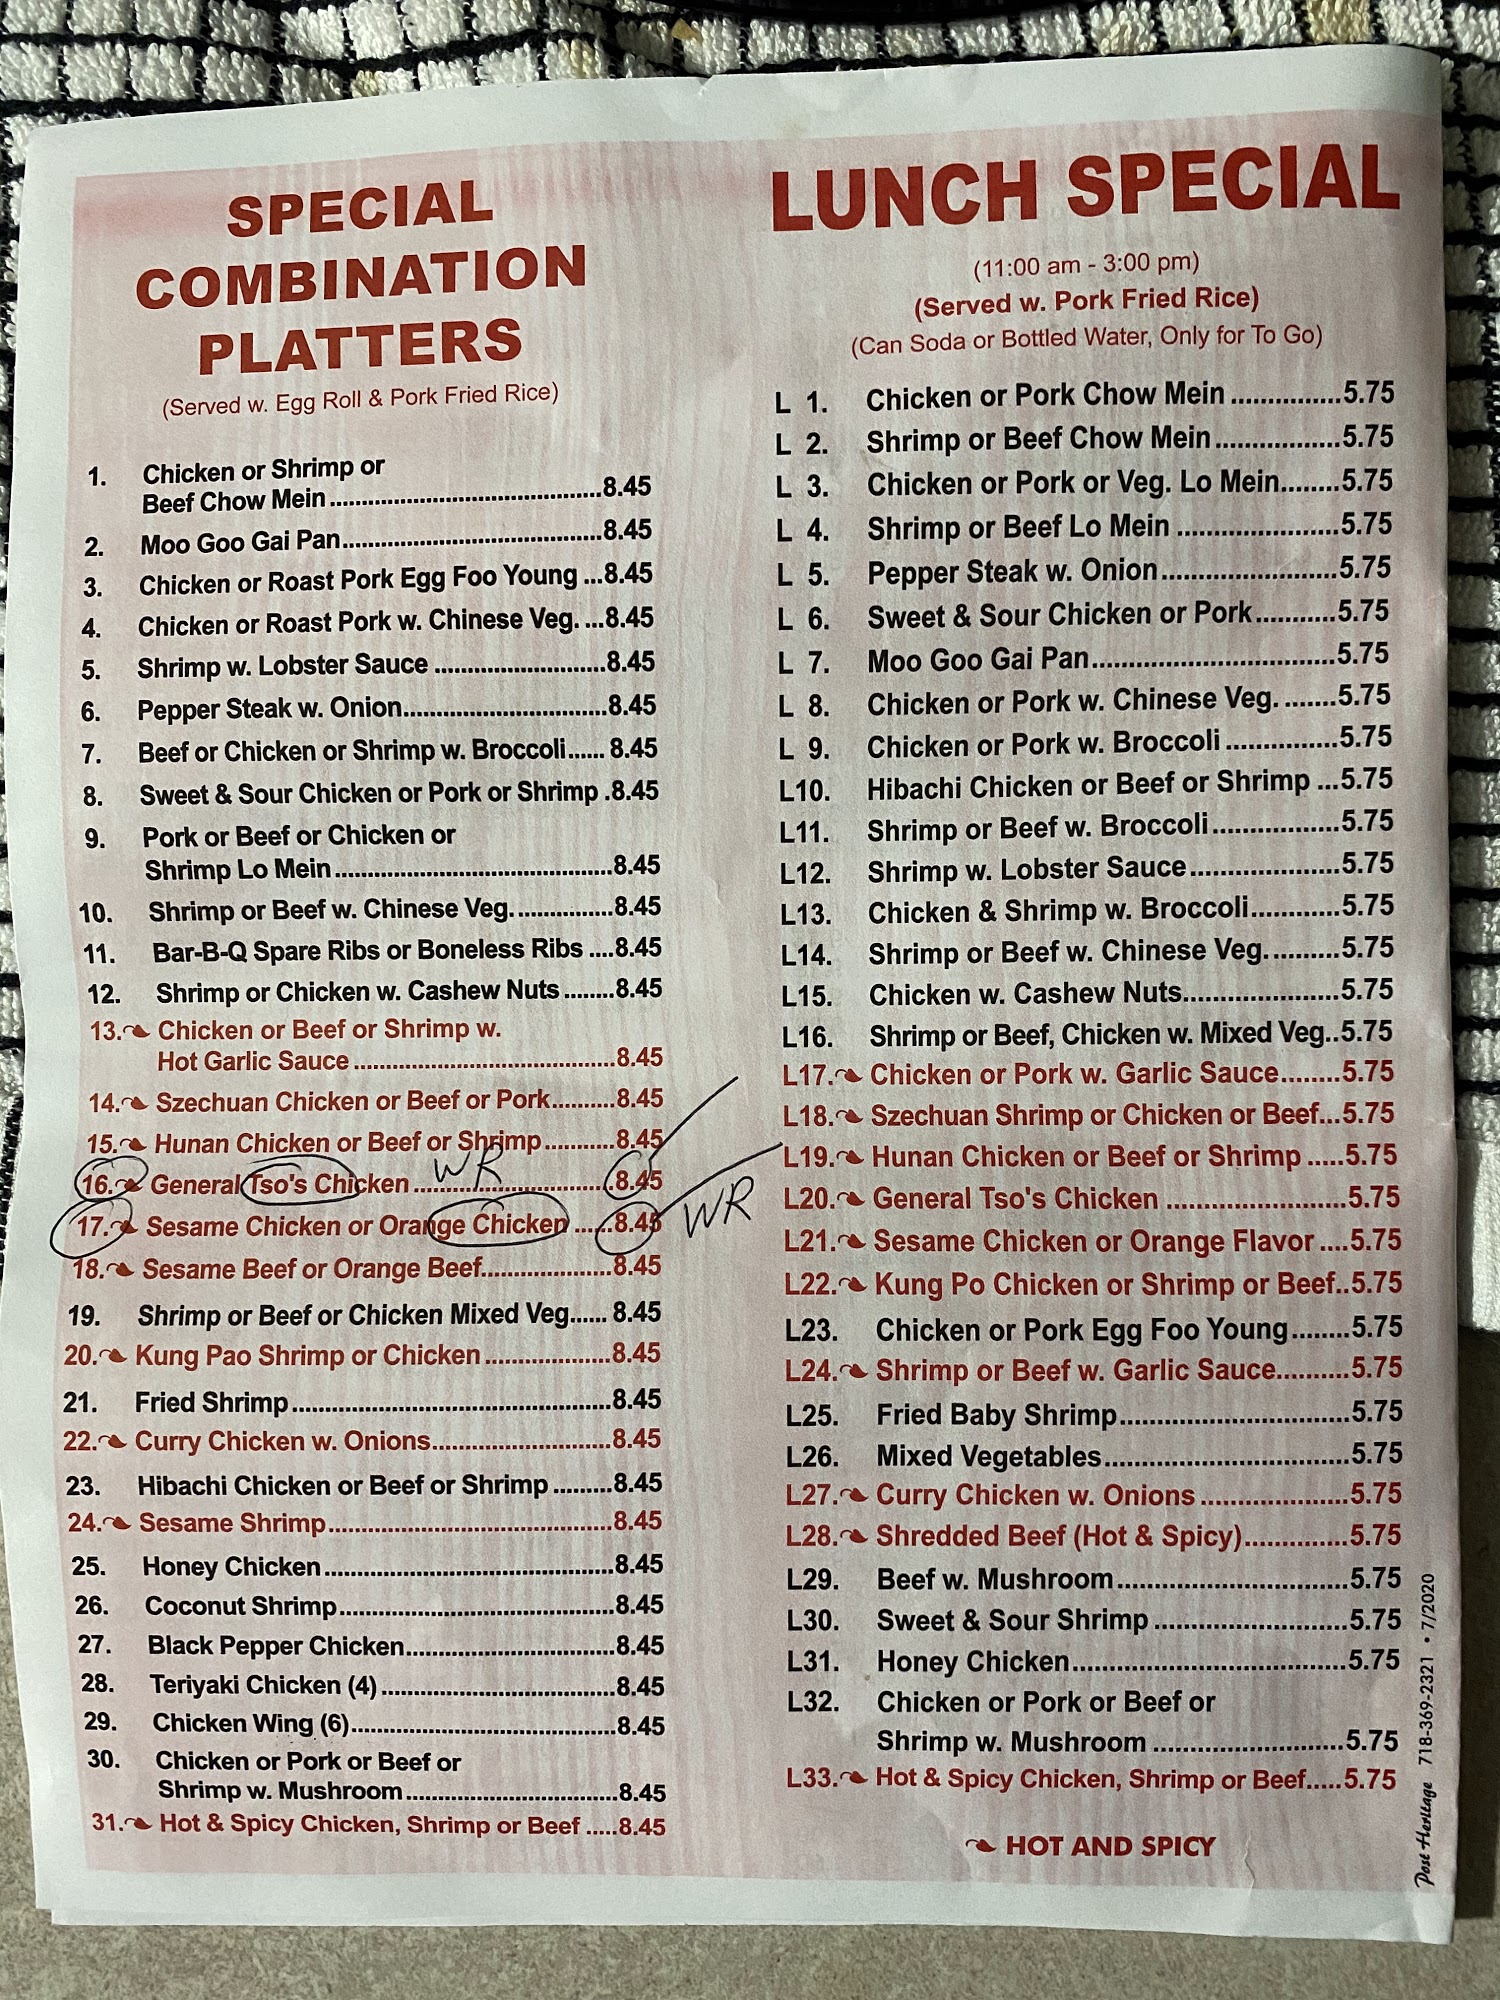 SPECIAL
COMBINATION
PLATTERS
(Served w. Egg Roll & Pork Fried Rice)
1. Chicken or Shrimp or
Beef Chow Mein.......................................8.45
2. Moo Goo Gai Pan.....................................8.45
3. Chicken or Roast Pork Egg Foo Young ...8.45
4. Chicken or Roast Pork w. Chinese Veg. ...8.45
5. Shrimp w. Lobster Sauce ........................8.45
6. Pepper Steak w. Onion.............................8.45
7. Beef or Chicken or Shrimp w. Broccoli...... 8.45
8. Sweet & Sour Chicken or Pork or Shrimp .8.45
9. Pork or Beef or Chicken or
Shrimp Lo Mein........................................8.45
10. Shrimp or Beef w. Chinese Veg...............8.45
11. Bar-B-Q Spare Ribs or Boneless Ribs ....8.45
12. Shrimp or Chicken w. Cashew Nuts ........8.45
13. Chicken or Beef or Shrimp w.
Hot Garlic Sauce ......................................8.45
14. Szechuan Chicken or Beef or Pork..........8.45
15. Hunan Chicken or Beef or Shrimp ...........8.45
WR
16. General Tso's Chicken .............................8.45
17. Sesame Chicken or Orange Chicken ......8.45 WR
18. Sesame Beef or Orange Beef...................8.45
19. Shrimp or Beef or Chicken Mixed Veg...... 8.45
20. Kung Pao Shrimp or Chicken ..................8.45
21. Fried Shrimp..............................................8.45
22. Curry Chicken w. Onions..........................8.45
23. Hibachi Chicken or Beef or Shrimp .........8.45
24. Sesame Shrimp.........................................8.45
25. Honey Chicken..........................................8.45
26. Coconut Shrimp........................................8.45
27. Black Pepper Chicken..............................8.45
28. Teriyaki Chicken (4) .................................8.45
29. Chicken Wing (6)......................................8.45
30. Chicken or Pork or Beef or
Shrimp w. Mushroom..................................8.45
31. Hot & Spicy Chicken, Shrimp or Beef .....8.45
LUNCH SPECIAL
(11:00 am - 3:00 pm)
(Served w. Pork Fried Rice)
(Can Soda or Bottled Water, Only for To Go)
L 1. Chicken or Pork Chow Mein ...............5.75
L 2. Shrimp or Beef Chow Mein.................5.75
L 3. Chicken or Pork or Veg. Lo Mein........5.75
L 4. Shrimp or Beef Lo Mein ......................5.75
L 5. Pepper Steak w. Onion........................5.75
L 6. Sweet & Sour Chicken or Pork...........5.75
L 7. Moo Goo Gai Pan.................................5.75
L 8. Chicken or Pork w. Chinese Veg. .......5.75
L 9. Chicken or Pork w. Broccoli ...............5.75
L10. Hibachi Chicken or Beef or Shrimp ...5.75
L11. Shrimp or Beef w. Broccoli.................5.75
L12. Shrimp w. Lobster Sauce....................5.75
L13. Chicken & Shrimp w. Broccoli............5.75
L14. Shrimp or Beef w. Chinese Veg..........5.75
L15. Chicken w. Cashew Nuts.....................5.75
L16. Shrimp or Beef, Chicken w. Mixed Veg..5.75
L17. Chicken or Pork w. Garlic Sauce........5.75
L18. Szechuan Shrimp or Chicken or Beef...5.75
L19. Hunan Chicken or Beef or Shrimp .....5.75
L20. General Tso's Chicken ........................5.75
L21. Sesame Chicken or Orange Flavor ....5.75
L22. Kung Po Chicken or Shrimp or Beef..5.75
L23. Chicken or Pork Egg Foo Young........5.75
L24. Shrimp or Beef w. Garlic Sauce..........5.75
L25. Fried Baby Shrimp...............................5.75
L26. Mixed Vegetables.................................5.75
L27. Curry Chicken w. Onions ....................5.75
L28. Shredded Beef (Hot & Spicy)..............5.75
L29. Beef w. Mushroom...............................5.75
L30. Sweet & Sour Shrimp ..........................5.75
L31. Honey Chicken.....................................5.75
L32. Chicken or Pork or Beef or
Shrimp w. Mushroom ..........................5.75
L33. Hot & Spicy Chicken, Shrimp or Beef.....5.75
HOT AND SPICY
Post Heritage 718-369-2321 • 7/2020